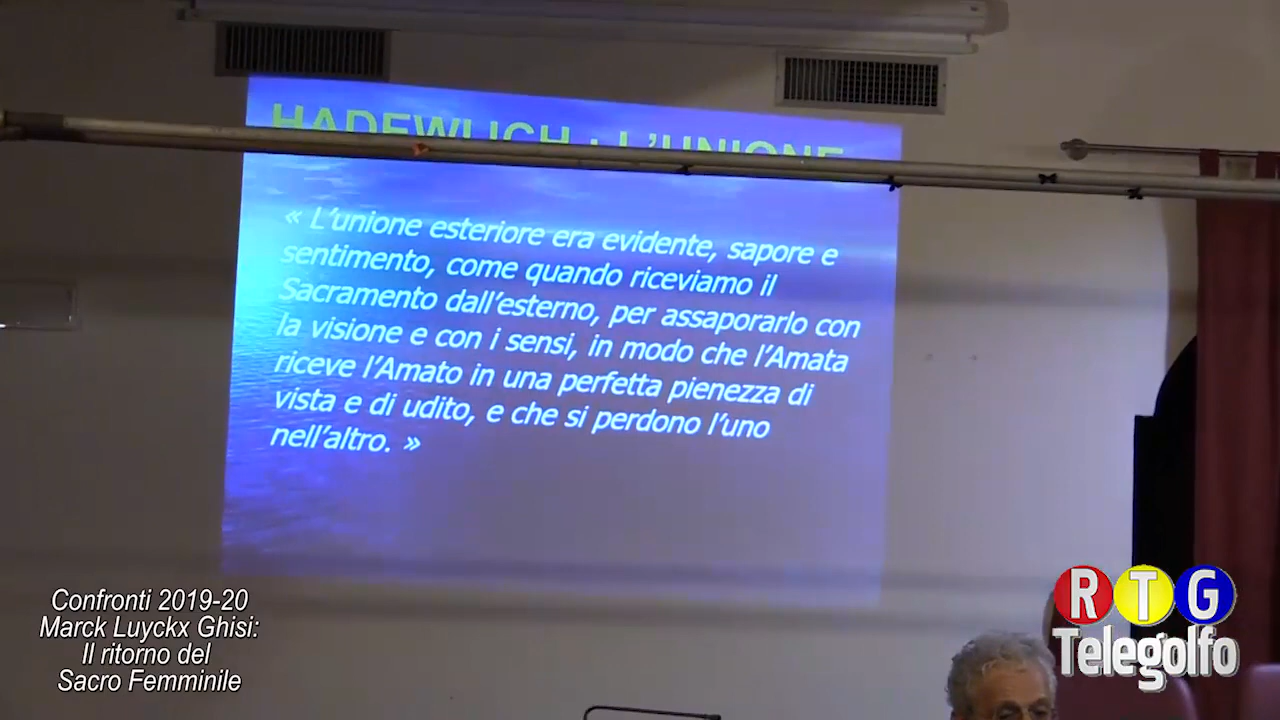 HADEWIJCH : L'UNIONE
« L'unione esteriore era evidente, sapore e
sentimento, come quando riceviamo il
Sacramento dall'esterno, per assaporarlo con
la visione e con i sensi, in modo che l'Amata
riceve l'Amato in una perfetta pienezza di
vista e di udito, e che si perdono l'uno
nell'altro. »
Confronti 2019-20
Marck Luyckx Ghisi:
Il ritorno del
Sacro Femminile
RTG
Telegolfo